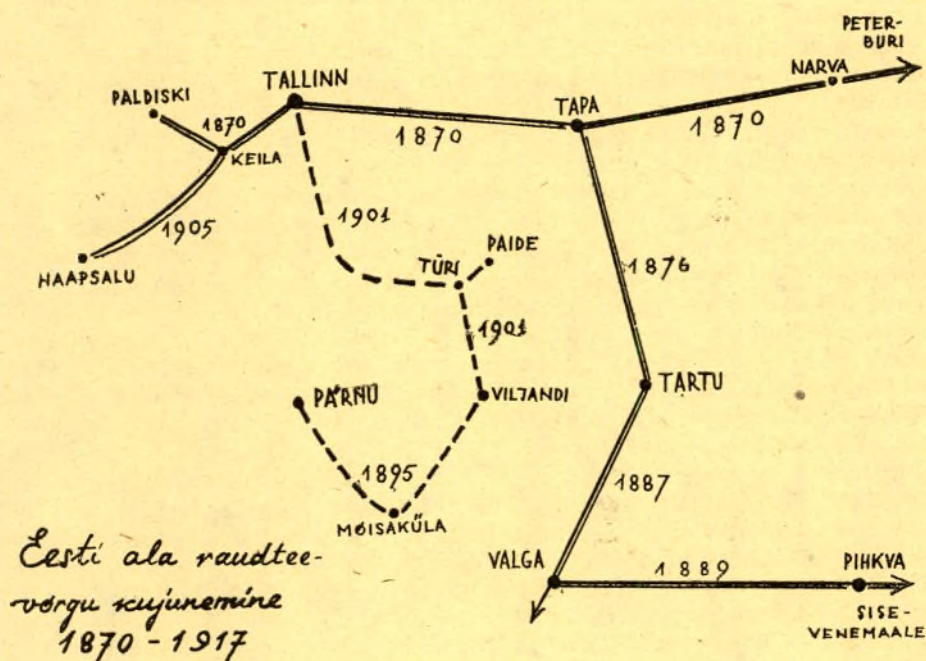 PETER-
BURI
NARVA
TALLINN
TAPA
PALDISKI
1870
KEILA
1870
1870
1901
1905
HAAPSALU
TÜRI
PAIDE
1876
1901
PÄRNU
VILJANDI
TARTU
1895
MÕISAKÜLA
1887
VALGA
1889
PIHKVA
SISE-
VENEMAALE
Eesti ala raudtee-
võrgu kujunemine
1870 - 1917